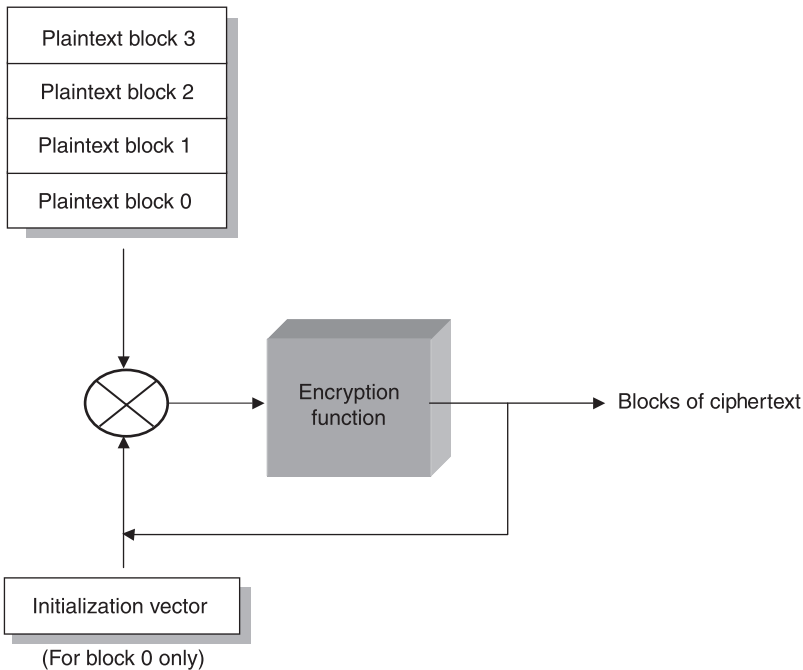 Plaintext block 3
Plaintext block 2
Plaintext block 1
Plaintext block 0
Encryption
function
Blocks of ciphertext
Initialization vector
(For block 0 only)